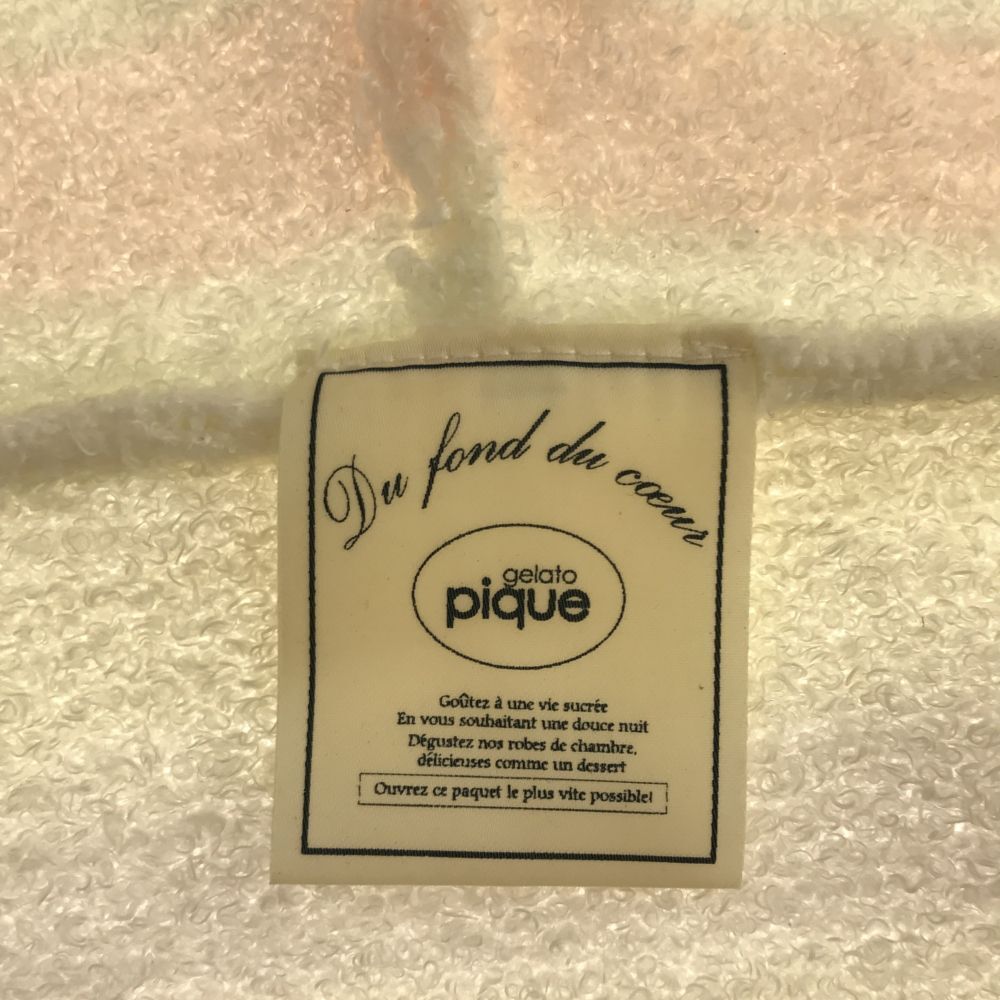 Du fond du cœur
gelato
pique
Goûtez à une vie sucrée
En vous souhaitant une douce nuit
Dégustez nos robes de chambre,
délicieuses comme un dessert
Ouvrez ce paquet le plus vite possible!